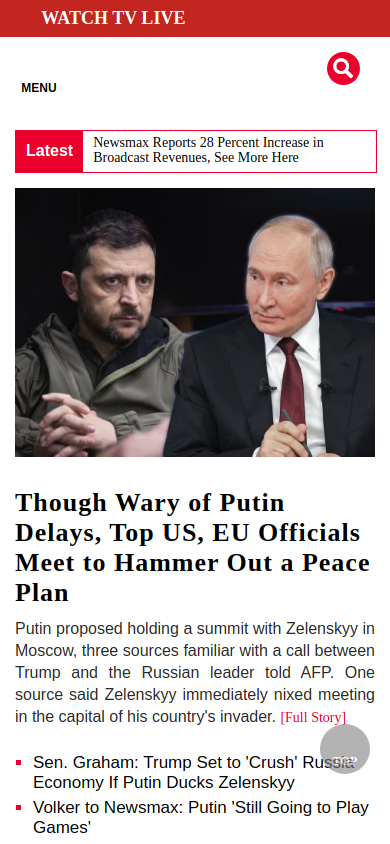 WATCH TV LIVE
MENU
Latest
Newsmax Reports 28 Percent Increase in
Broadcast Revenues, See More Here
Though Wary of Putin
Delays, Top US, EU Officials
Meet to Hammer Out a Peace
Plan
Putin proposed holding a summit with Zelenskyy in
Moscow, three sources familiar with a call between
Trump and the Russian leader told AFP. One
source said Zelenskyy immediately nixed meeting
in the capital of his country's invader. [Full Story]
Sen. Graham: Trump Set to 'Crush' Russia
Economy If Putin Ducks Zelenskyy
Volker to Newsmax: Putin 'Still Going to Play
Games'